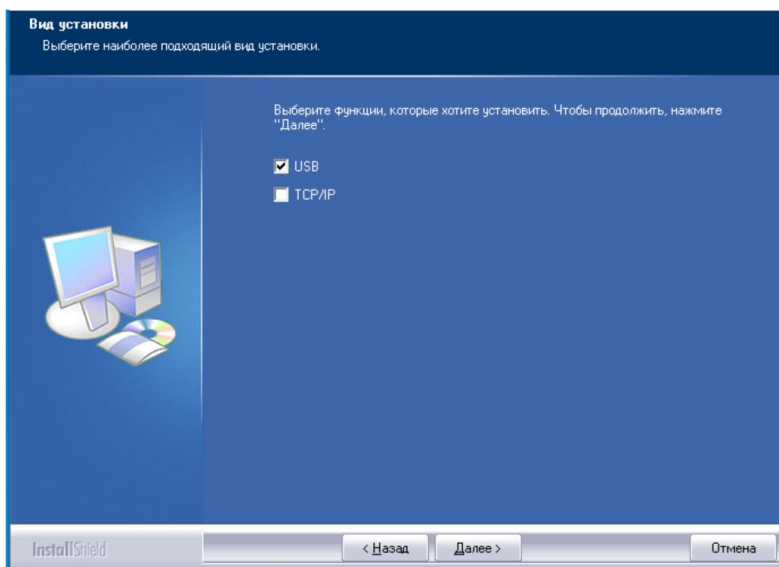 Вид установки
Выберите наиболее подходящий вид установки.
Выберите функции, которые хотите установить. Чтобы продолжить, нажмите
"Далее".
USB
TCP/IP
InstallShield
< Назад
Далее >
Отмена